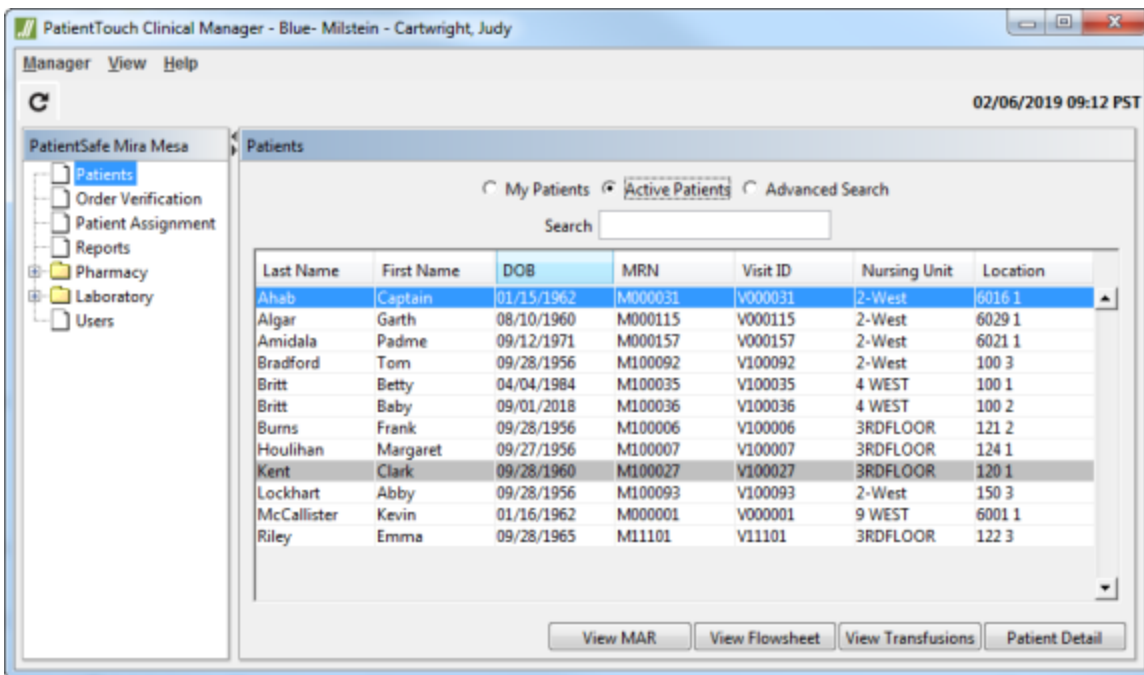 PatientTouch Clinical Manager - Blue- Milstein - Cartwright, Judy
Manager View Help
02/06/2019 09:12 PST
PatientSafe Mira Mesa
Patients
Order Verification
Patient Assignment
Reports
Pharmacy
Laboratory
Users
Patients
My Patients Active Patients Advanced Search
Search
Last Name First Name DOB MRN Visit ID Nursing Unit Location
Ahab Captain 01/15/1962 M000031 V000031 2-West 6016 1
Algar Garth 08/10/1960 M000115 V000115 2-West 6029 1
Amidala Padme 09/12/1971 M000157 V000157 2-West 6021 1
Bradford Tom 09/28/1956 M100092 V100092 2-West 100 3
Britt Betty 04/04/1984 M100035 V100035 4 WEST 100 1
Britt Baby 09/01/2018 M100036 V100036 4 WEST 100 2
Burns Frank 09/28/1956 M100006 V100006 3RDFLOOR 121 2
Houlihan Margaret 09/27/1956 M100007 V100007 3RDFLOOR 124 1
Kent Clark 09/28/1960 M100027 V100027 3RDFLOOR 120 1
Lockhart Abby 09/28/1956 M100093 V100093 2-West 150 3
McCallister Kevin 01/16/1962 M000001 V000001 9 WEST 6001 1
Riley Emma 09/28/1965 M11101 V11101 3RDFLOOR 122 3
View MAR View Flowsheet View Transfusions Patient Detail